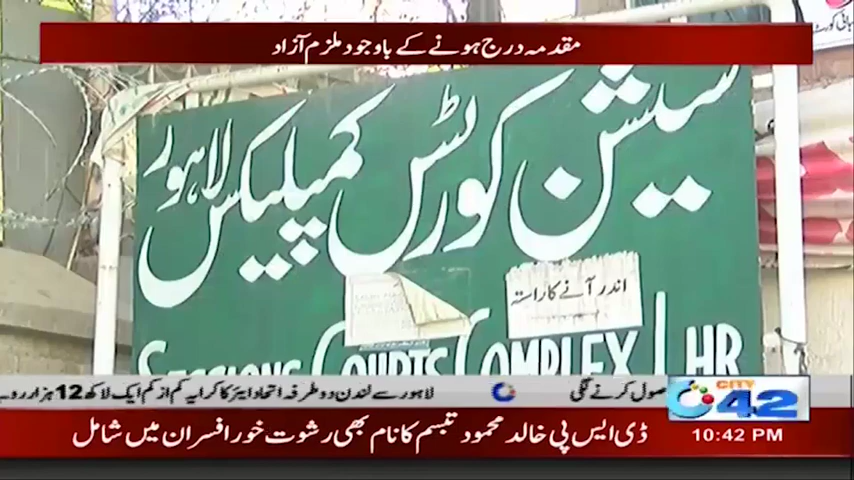 مقدمہ درج ہونے کے باوجود ملزم آزاد
سیشن کورٹس کمپلیکس لاہور
اندر آنے کا راستہ
SESSIONS COURTS COMPLEX LHR
صول کرنے لگی
لاہور سے لندن دو طرفہ اتحاد ایئر کا کرایہ کم از کم ایک لاکھ 12 ہزار روپے
CITY 42
ڈی ایس پی خالد محمود تبسم کا نام بھی رشوت خور افسران میں شامل
10:42 PM